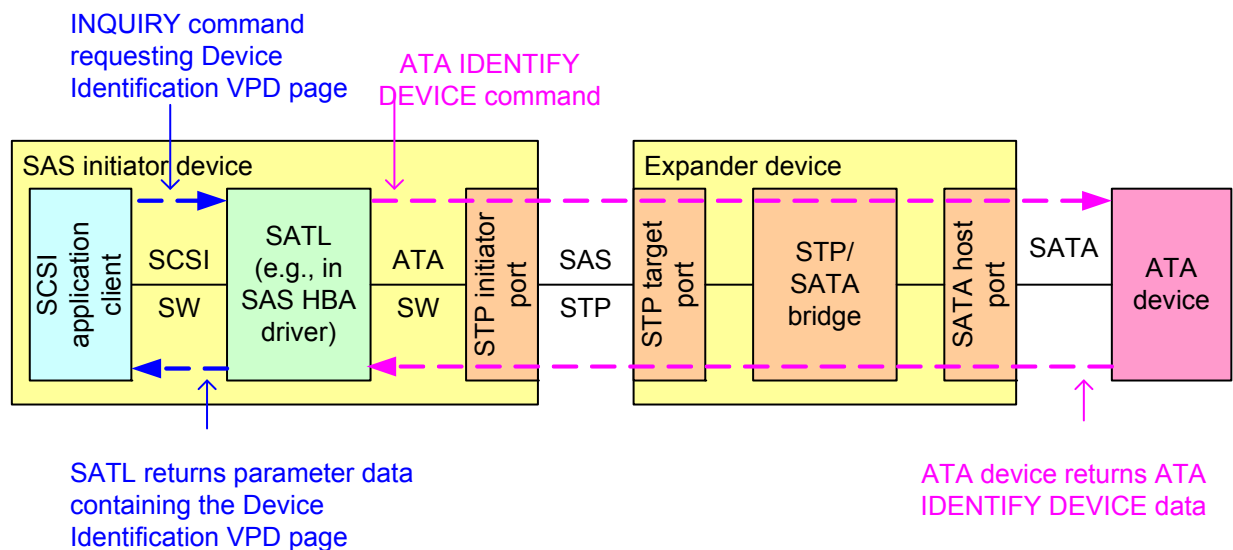 INQUIRY command
requesting Device
Identification VPD page
ATA IDENTIFY
DEVICE command
SAS initiator device
Expander device
SCSI
application
client
SCSI
SW
SATL
(e.g., in
SAS HBA
driver)
ATA
SW
STP initiator
port
SAS
STP
STP target
port
STP/
SATA
bridge
SATA host
port
SATA
ATA
device
SATL returns parameter data
containing the Device
Identification VPD page
ATA device returns ATA
IDENTIFY DEVICE data